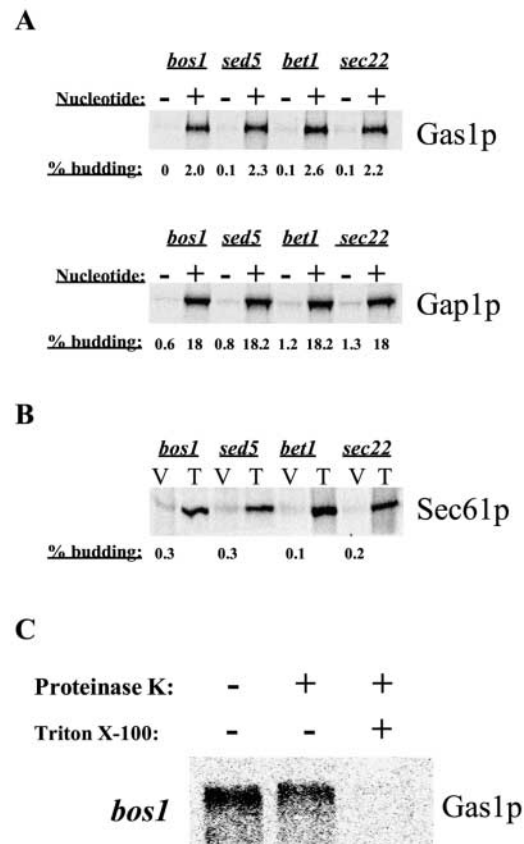 A
bos1 sed5 bet1 sec22
Nucleotide: - + - + - + - +
Gas1p
% budding: 0 2.0 0.1 2.3 0.1 2.6 0.1 2.2
bos1 sed5 bet1 sec22
Nucleotide: - + - + - + - +
Gap1p
% budding: 0.6 18 0.8 18.2 1.2 18.2 1.3 18
B
bos1 sed5 bet1 sec22
V T V T V T V T
Sec61p
% budding: 0.3 0.3 0.1 0.2
C
Proteinase K: - + +
Triton X-100: - - +
bos1 Gas1p